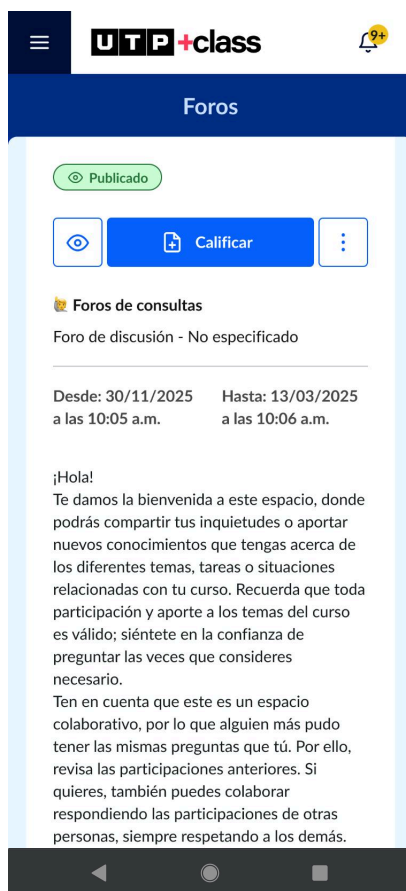 UTP+class
9+
Foros
Publicado
Calificar
Foros de consultas
Foro de discusión - No especificado
Desde: 30/11/2025
a las 10:05 a.m.
Hasta: 13/03/2025
a las 10:06 a.m.
¡Hola!
Te damos la bienvenida a este espacio, donde
podrás compartir tus inquietudes o aportar
nuevos conocimientos que tengas acerca de
los diferentes temas, tareas o situaciones
relacionadas con tu curso. Recuerda que toda
participación y aporte a los temas del curso
es válido; siéntete en la confianza de
preguntar las veces que consideres
necesario.
Ten en cuenta que este es un espacio
colaborativo, por lo que alguien más pudo
tener las mismas preguntas que tú. Por ello,
revisa las participaciones anteriores. Si
quieres, también puedes colaborar
respondiendo las participaciones de otras
personas, siempre respetando a los demás.